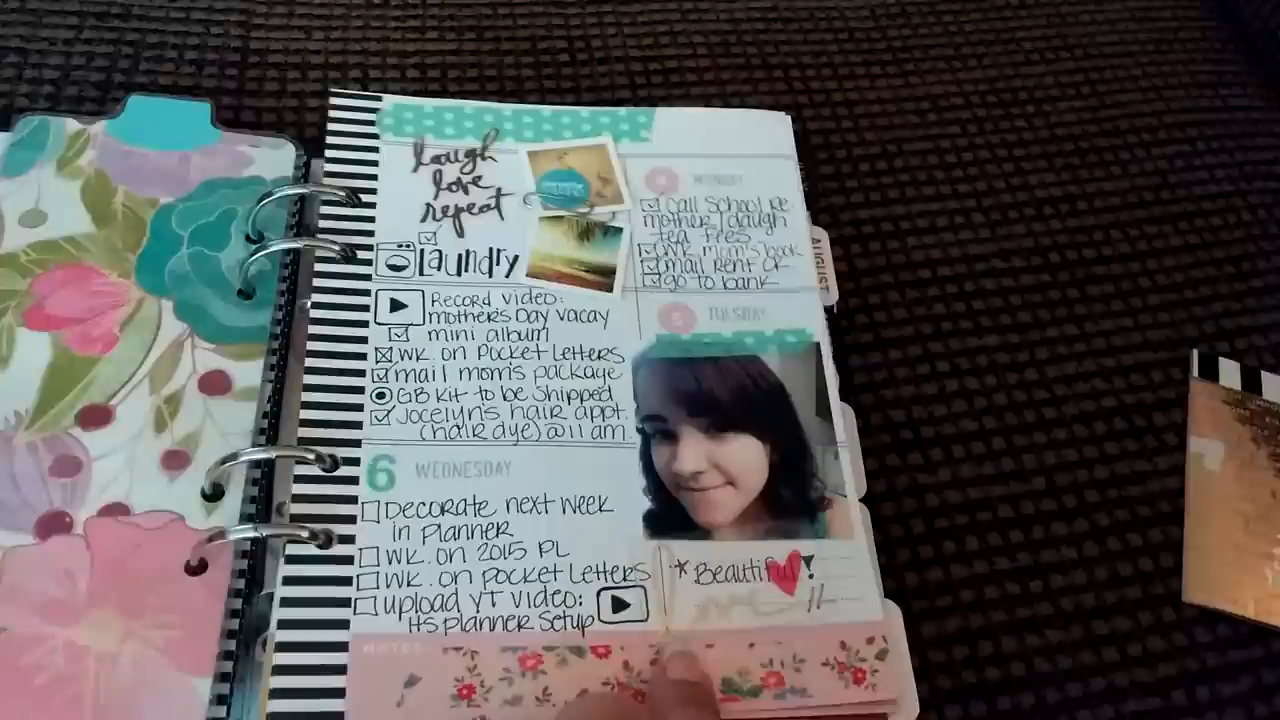 laugh
love
repeat
Laundry
Record video:
mother's Day vacay
mini album
WK. on Pocket Letters
mail mom's package
GB Kit to be shipped
Jocelyn's hair appt.
(hair dye) @ 11 am
6 WEDNESDAY
Decorate next week
in planner
WK. on 2015 PL
WK. on pocket Letters
upload YT video:
HS planner Setup
MONDAY
call School re
mother/daugh
tea fees
WK mom's book
mail rent CK
go to bank
5 TUESDAY
*Beautiful!
NOTES
AUGUST